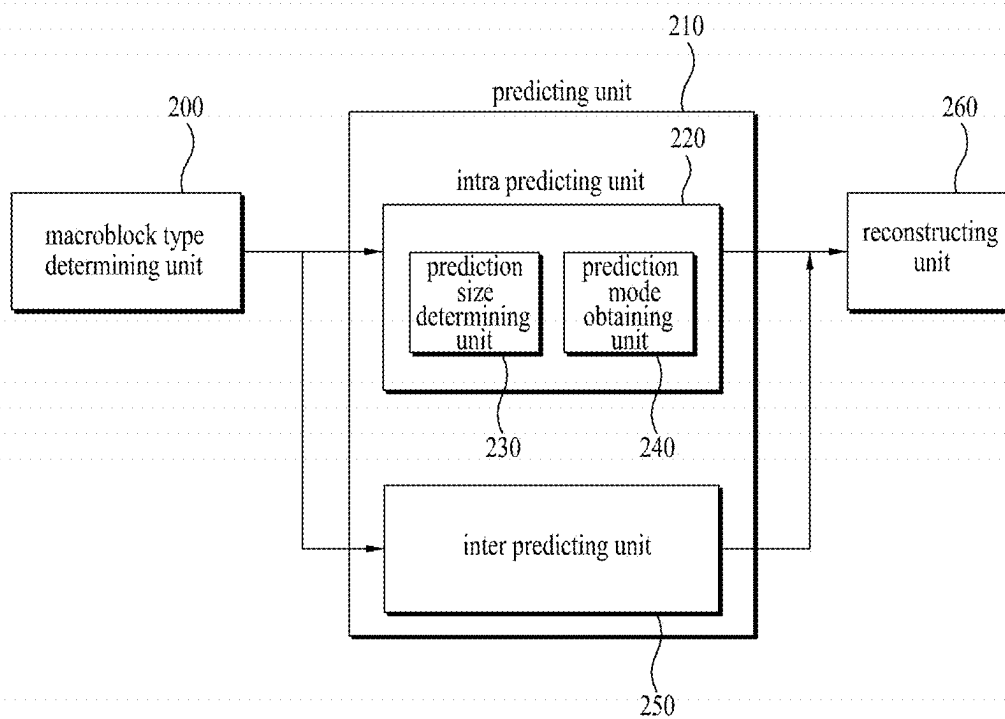 210
predicting unit
200
260
220
intra predicting unit
macroblock type
determining unit
reconstructing
unit
prediction
size
determining
unit
prediction
mode
obtaining
unit
230
240
inter predicting unit
250